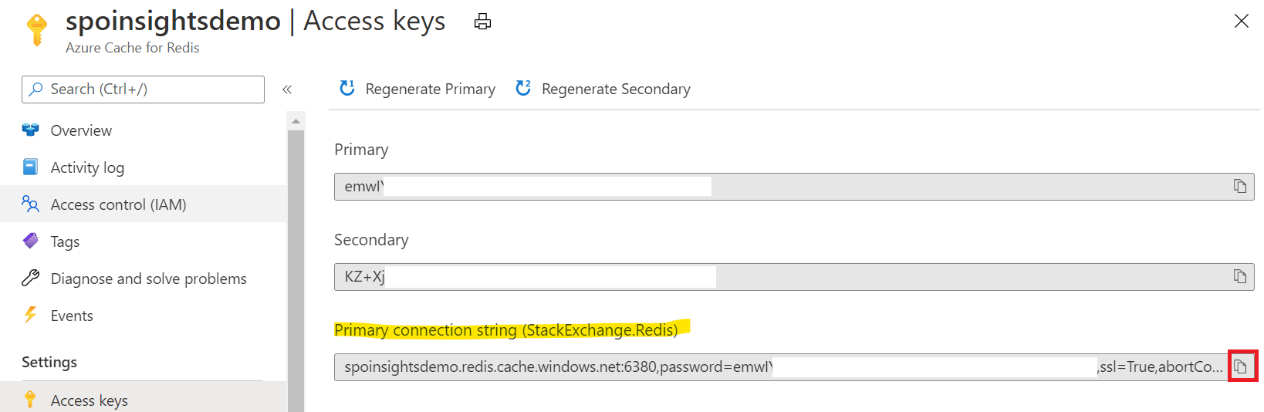 spoinsightsdemo | Access keys
Azure Cache for Redis
Search (Ctrl+/)
«
Overview
Activity log
Access control (IAM)
Tags
Diagnose and solve problems
Events
Settings
Access keys
Regenerate Primary
Regenerate Secondary
Primary
emwlY
Secondary
KZ+Xj
Primary connection string (StackExchange.Redis)
spoinsightsdemo.redis.cache.windows.net:6380,password=emwlY ,ssl=True,abortCo...